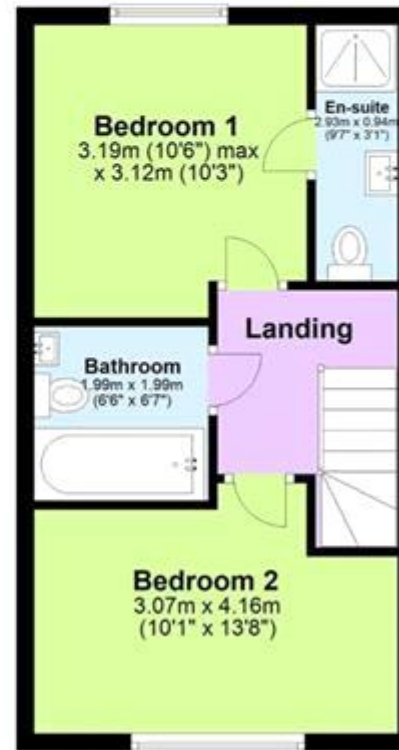 Bedroom 1
3.19m (10'6") max
x 3.12m (10'3")
En-suite
2.93m x 0.94m
(9'7" x 3'1")
Landing
Bathroom
1.99m x 1.99m
(6'6" x 6'7")
Bedroom 2
3.07m x 4.16m
(10'1" x 13'8")